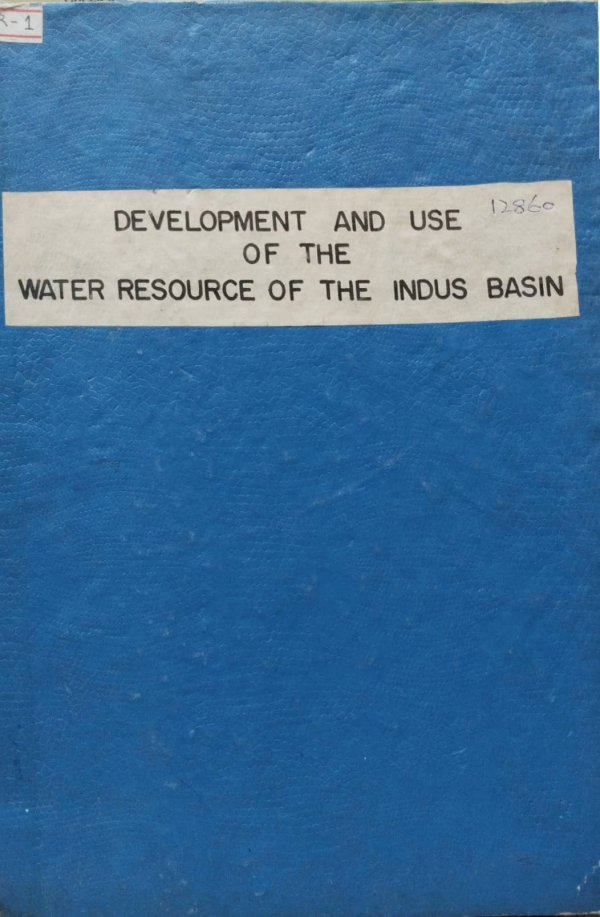 R-1
12860
DEVELOPMENT AND USE
OF THE
WATER RESOURCE OF THE INDUS BASIN